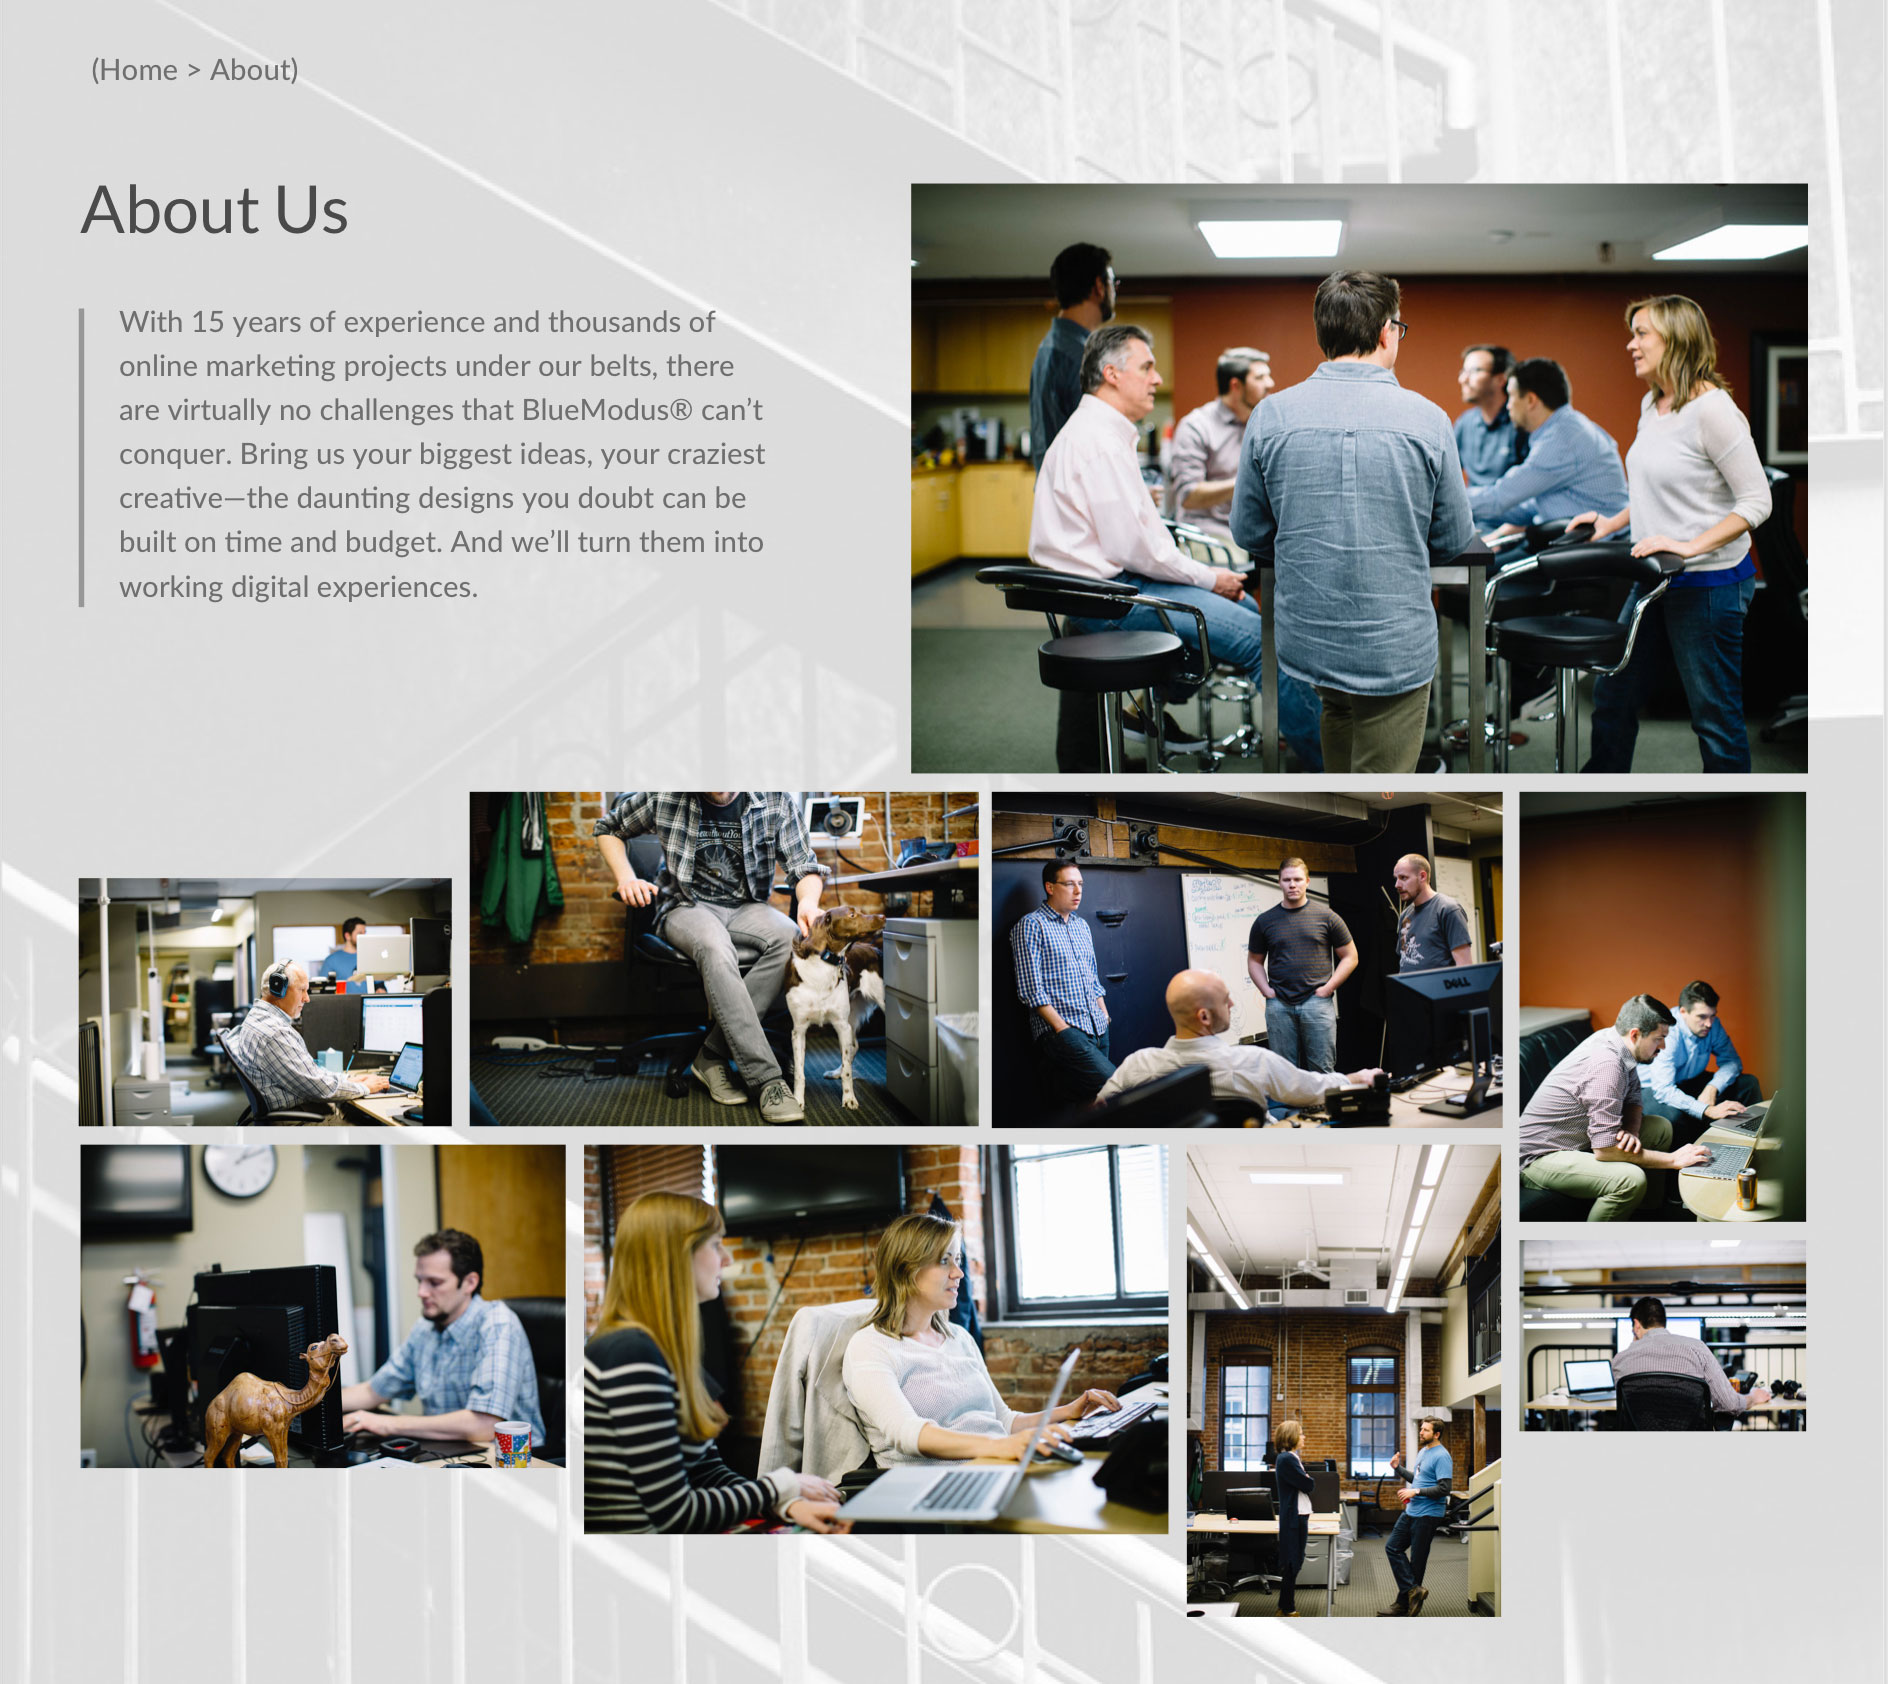 (Home > About)
About Us
With 15 years of experience and thousands of
online marketing projects under our belts, there
are virtually no challenges that BlueModus® can’t
conquer. Bring us your biggest ideas, your craziest
creative—the daunting designs you doubt can be
built on time and budget. And we’ll turn them into
working digital experiences.
DELL